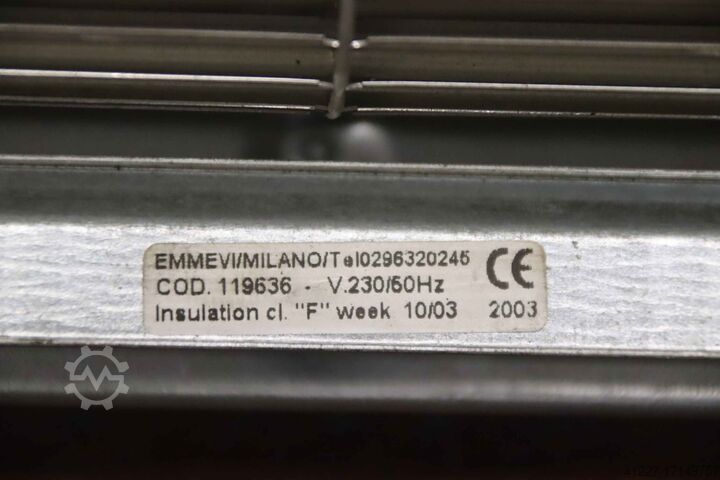 EMMEVI/MILANO/Tel0296320245
COD. 119636 - V.230/50Hz
Insulation cl. "F" week 10/03 2003
CE